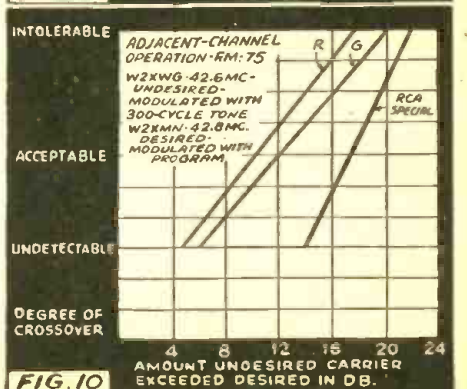 INTOLERABLE
ADJACENT-CHANNEL
OPERATION-FM-75
W2XWG-42.6MC-
UNDESIRED-
MODULATED WITH
300-CYCLE TONE
W2XMN-42.8MC.
DESIRED-
MODULATED WITH
PROGRAM
R
G
RCA
SPECIAL
ACCEPTABLE
UNDETECTABLE
DEGREE OF
CROSSOVER
4 8 12 16 20 24
AMOUNT UNDESIRED CARRIER
EXCEEDED DESIRED IN DB.
FIG.10